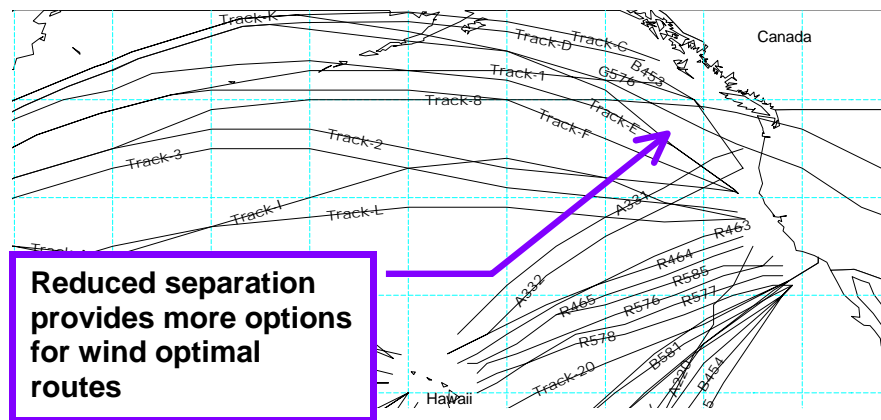 Track-K
Track-D
Track-C
Canada
Track-1
G576
B453
Track-8
Track-E
Track-F
Track-2
Track-3
Track-I
Track-L
A331
R463
R464
A332
R585
R465
R576
R577
R578
B581
Track-20
A220
B454
Hawaii
Reduced separation
provides more options
for wind optimal
routes